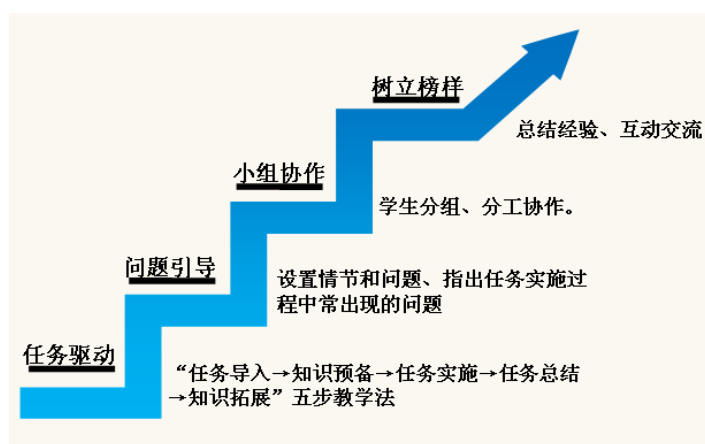 树立榜样
总结经验、互动交流
小组协作
学生分组、分工协作。
问题引导
设置情节和问题、指出任务实施过
程中常出现的问题
任务驱动
“任务导入→知识预备→任务实施→任务总结
→知识拓展”五步教学法